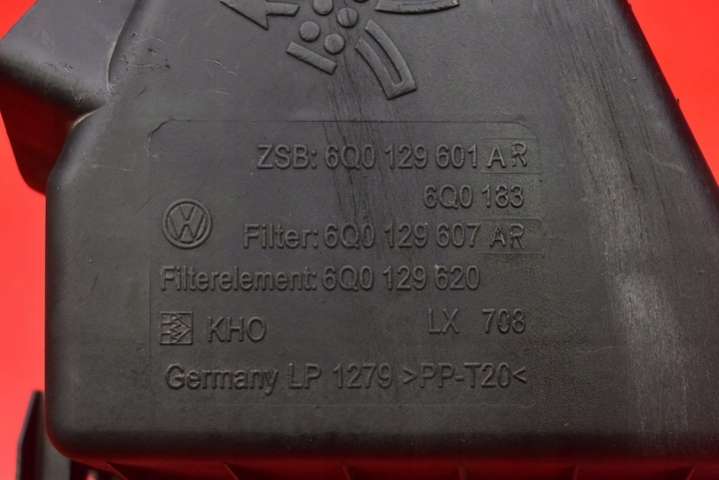 ZSB: 6Q0 129 601 AR
6Q0 183
Filter: 6Q0 129 607 AR
Filterelement: 6Q0 129 620
KHO LX 708
Germany LP 1279 >PP-T20<